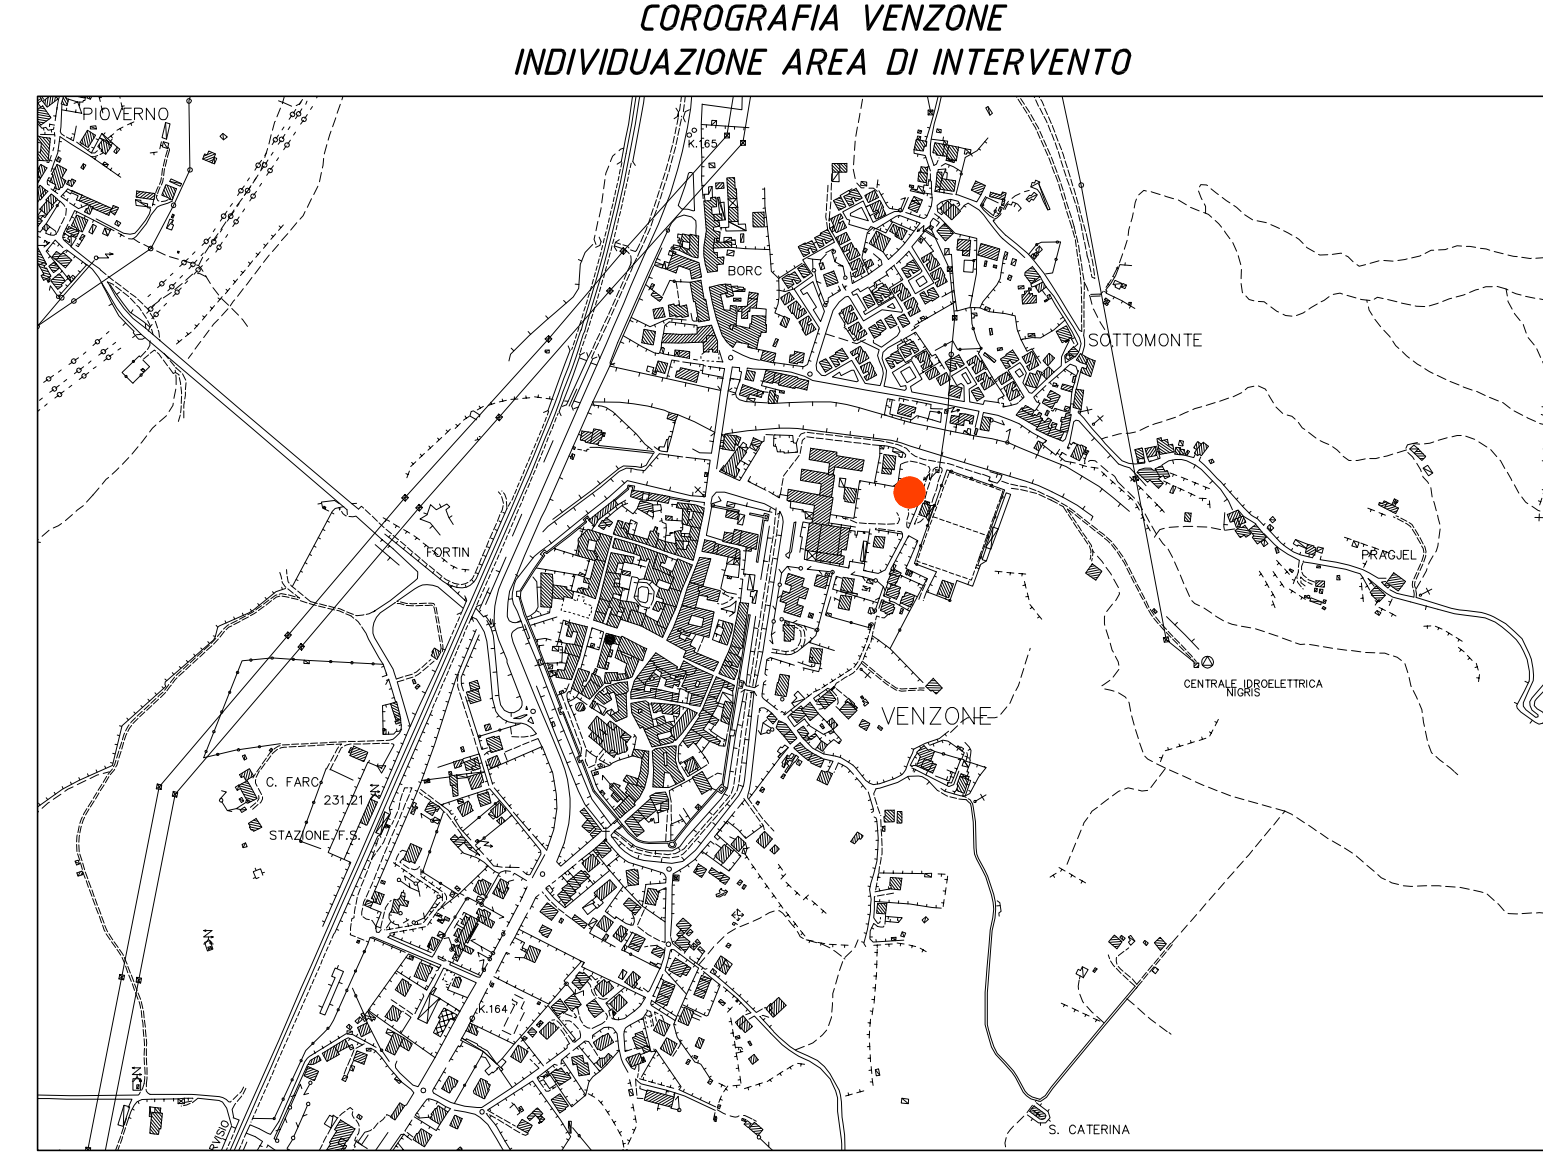 COROGRAFIA VENZONE
INDIVIDUAZIONE AREA DI INTERVENTO
PIOVERNO
K.165
BORC
SOTTOMONTE
FORTIN
PRAGJEL
CENTRALE IDROELETTRICA
NIGRIS
VENZONE
C. FARC
231.21
STAZIONE F.S.
K.164
S. CATERINA